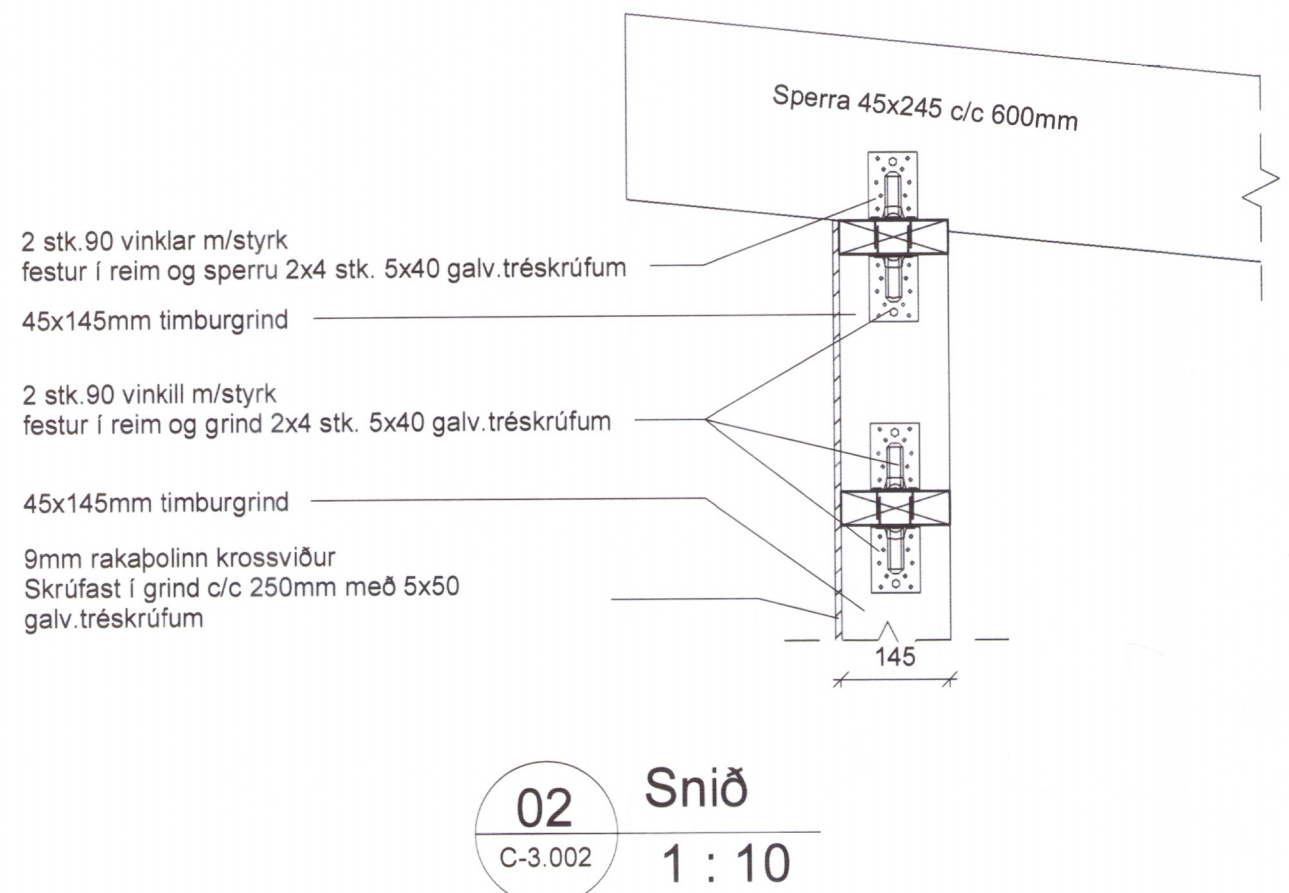 Sperra 45x245 c/c 600mm
2 stk.90 vinklar m/styrk
festur í reim og sperru 2x4 stk. 5x40 galv.tréskrúfum
45x145mm timburgrind
2 stk.90 vinkill m/styrk
festur í reim og grind 2x4 stk. 5x40 galv.tréskrúfum
45x145mm timburgrind
9mm rakaþolinn krossviður
Skrúfast í grind c/c 250mm með 5x50
galv.tréskrúfum
145
02
C-3.002
Snið
1 : 10